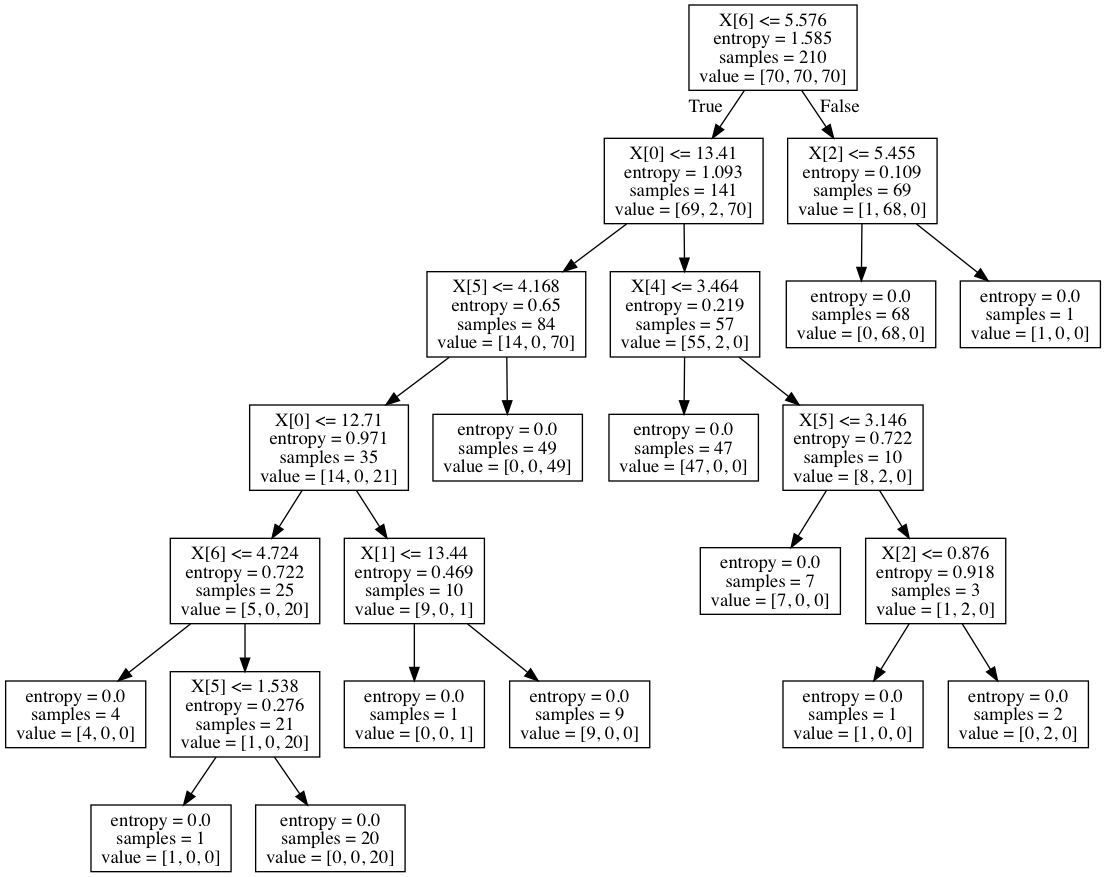 X[6] <= 5.576
entropy = 1.585
samples = 210
value = [70, 70, 70]
True
False
X[0] <= 13.41
entropy = 1.093
samples = 141
value = [69, 2, 70]
X[2] <= 5.455
entropy = 0.109
samples = 69
value = [1, 68, 0]
X[5] <= 4.168
entropy = 0.65
samples = 84
value = [14, 0, 70]
X[4] <= 3.464
entropy = 0.219
samples = 57
value = [55, 2, 0]
entropy = 0.0
samples = 68
value = [0, 68, 0]
entropy = 0.0
samples = 1
value = [1, 0, 0]
X[0] <= 12.71
entropy = 0.971
samples = 35
value = [14, 0, 21]
entropy = 0.0
samples = 49
value = [0, 0, 49]
entropy = 0.0
samples = 47
value = [47, 0, 0]
X[5] <= 3.146
entropy = 0.722
samples = 10
value = [8, 2, 0]
X[6] <= 4.724
entropy = 0.722
samples = 25
value = [5, 0, 20]
X[1] <= 13.44
entropy = 0.469
samples = 10
value = [9, 0, 1]
entropy = 0.0
samples = 7
value = [7, 0, 0]
X[2] <= 0.876
entropy = 0.918
samples = 3
value = [1, 2, 0]
entropy = 0.0
samples = 4
value = [4, 0, 0]
X[5] <= 1.538
entropy = 0.276
samples = 21
value = [1, 0, 20]
entropy = 0.0
samples = 1
value = [0, 0, 1]
entropy = 0.0
samples = 9
value = [9, 0, 0]
entropy = 0.0
samples = 1
value = [1, 0, 0]
entropy = 0.0
samples = 2
value = [0, 2, 0]
entropy = 0.0
samples = 1
value = [1, 0, 0]
entropy = 0.0
samples = 20
value = [0, 0, 20]